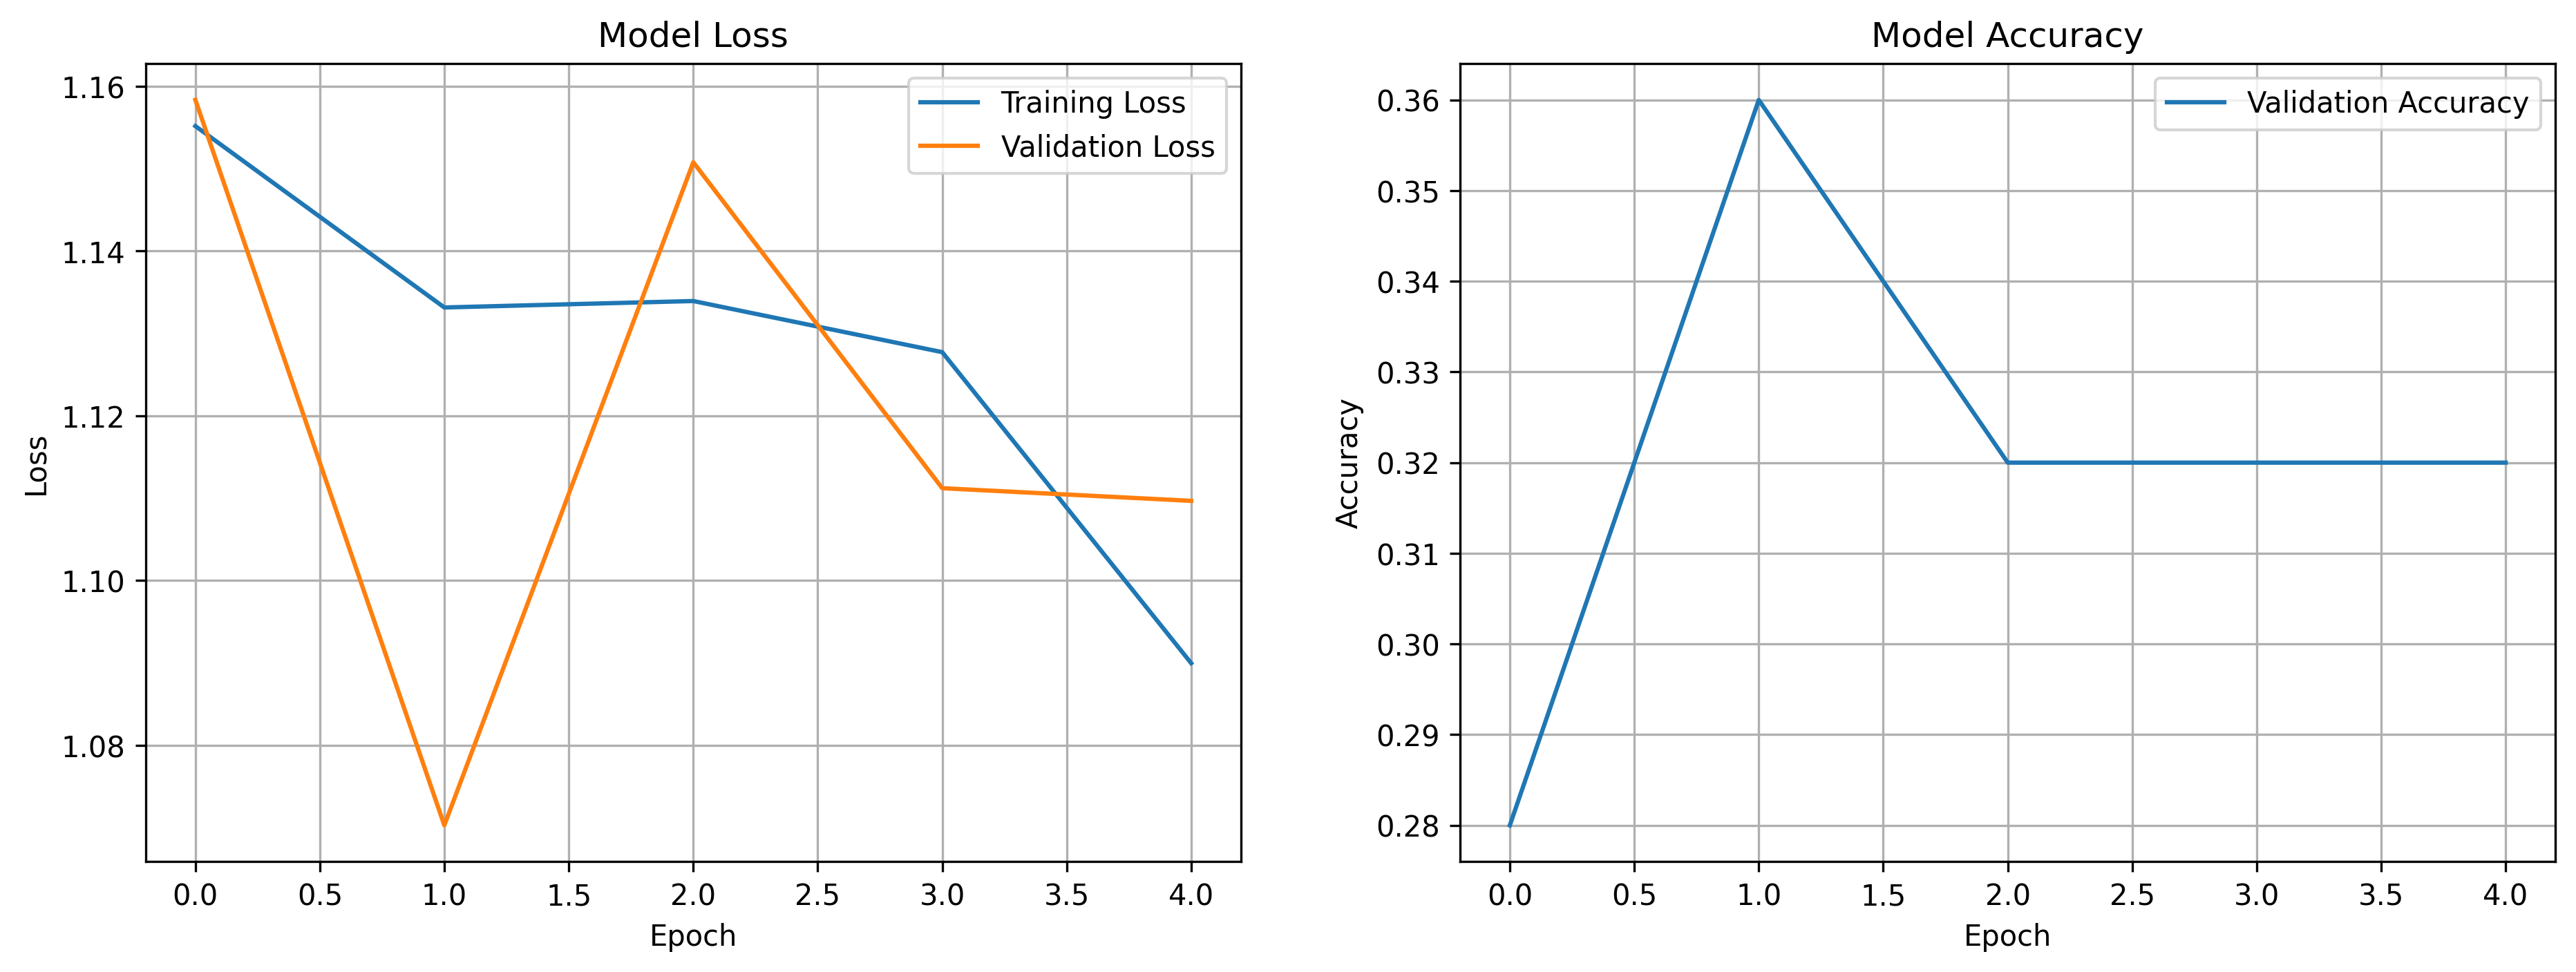 Model Loss
1.16
1.14
1.12
1.10
1.08
Loss
Training Loss
Validation Loss
0.0 0.5 1.0 1.5 2.0 2.5 3.0 3.5 4.0
Epoch
Model Accuracy
0.36
0.35
0.34
0.33
0.32
0.31
0.30
0.29
0.28
Accuracy
Validation Accuracy
0.0 0.5 1.0 1.5 2.0 2.5 3.0 3.5 4.0
Epoch